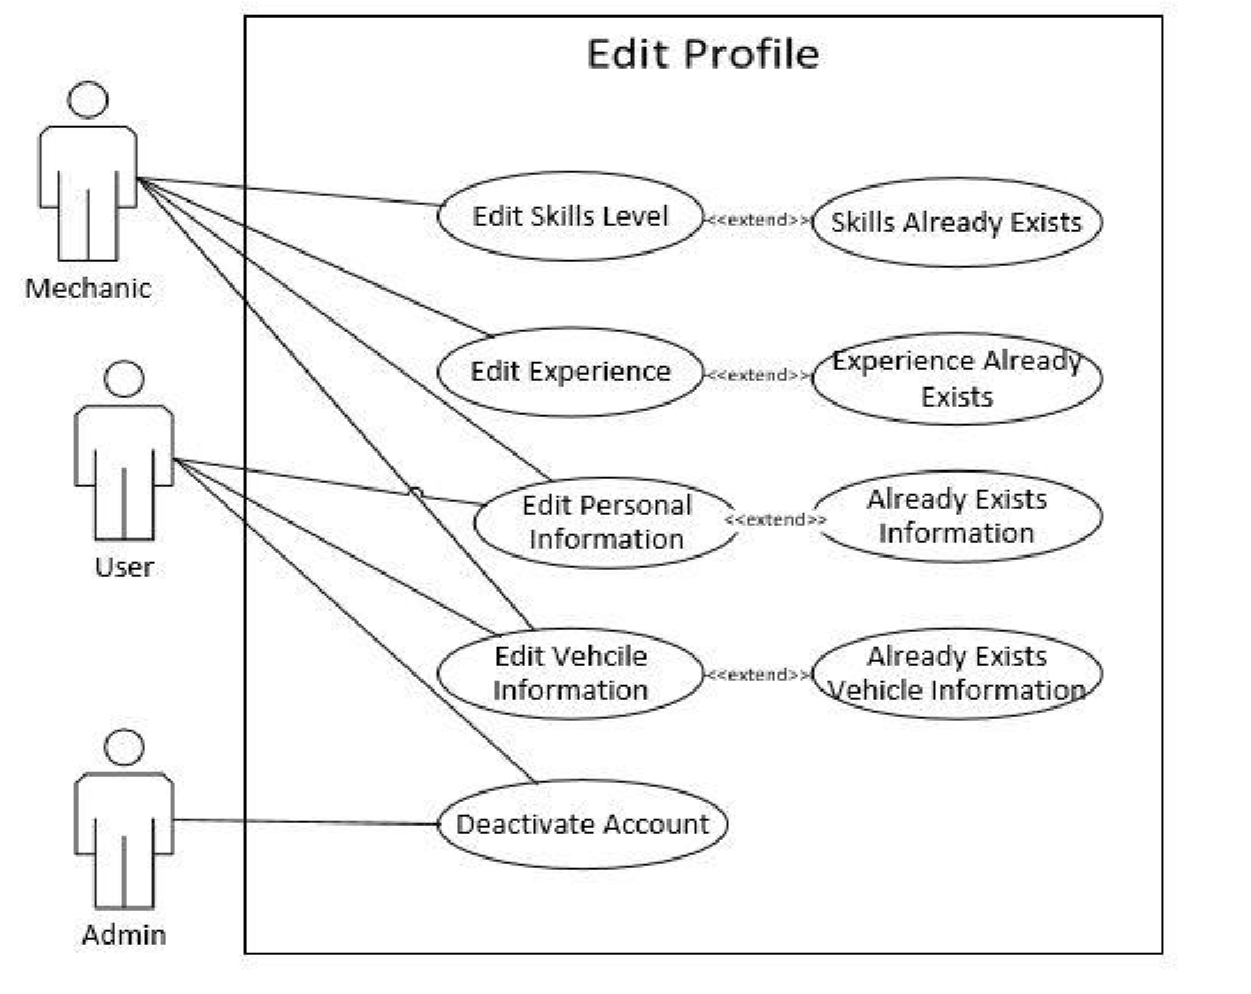 Edit Profile
Mechanic
Edit Skills Level
<<extend>>
Skills Already Exists
Edit Experience
<<extend>>
Experience Already
Exists
User
Edit Personal
Information
<<extend>>
Already Exists
Information
Edit Vehcile
Information
<<extend>>
Already Exists
Vehicle Information
Admin
Deactivate Account